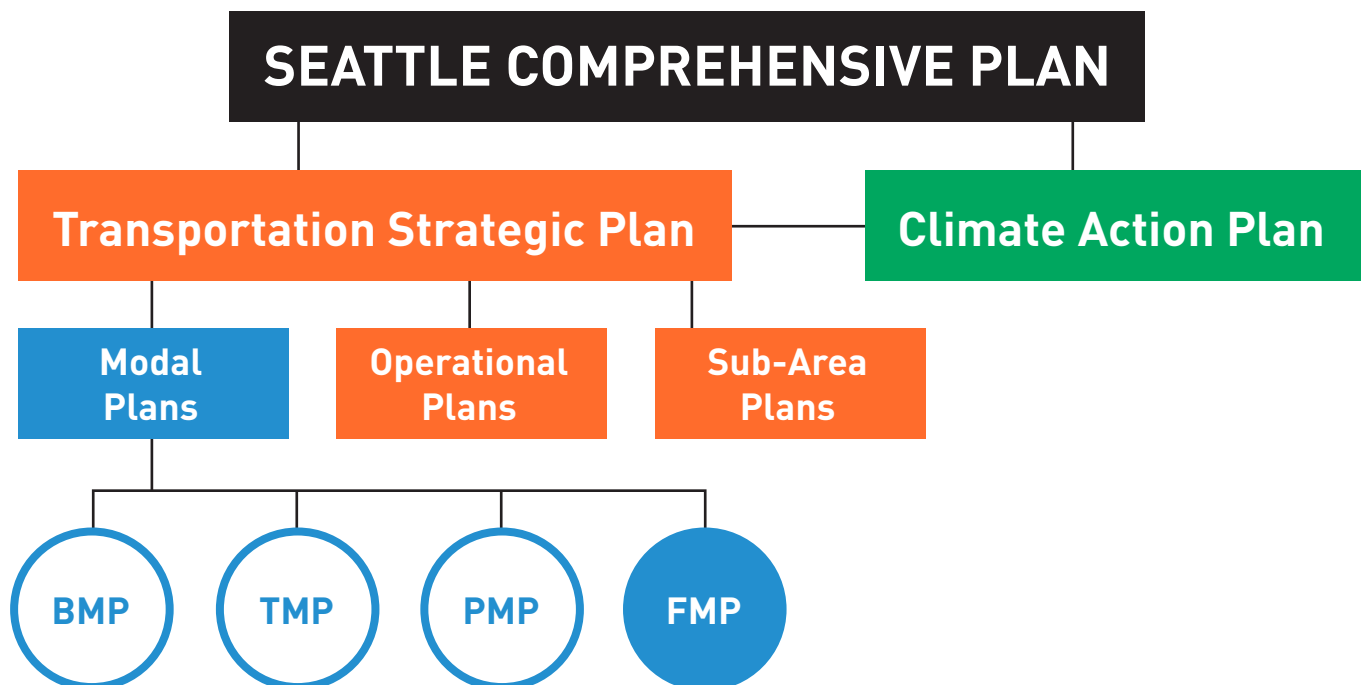 SEATTLE COMPREHENSIVE PLAN
Transportation Strategic Plan
Climate Action Plan
Modal
Plans
Operational
Plans
Sub-Area
Plans
BMP
TMP
PMP
FMP